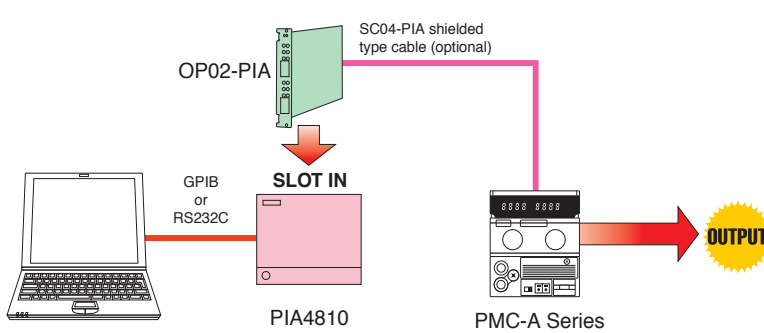 SC04-PIA shielded
type cable (optional)
OP02-PIA
SLOT IN
GPIB
or
RS232C
8888 8888
OUTPUT
PIA4810
PMC-A Series